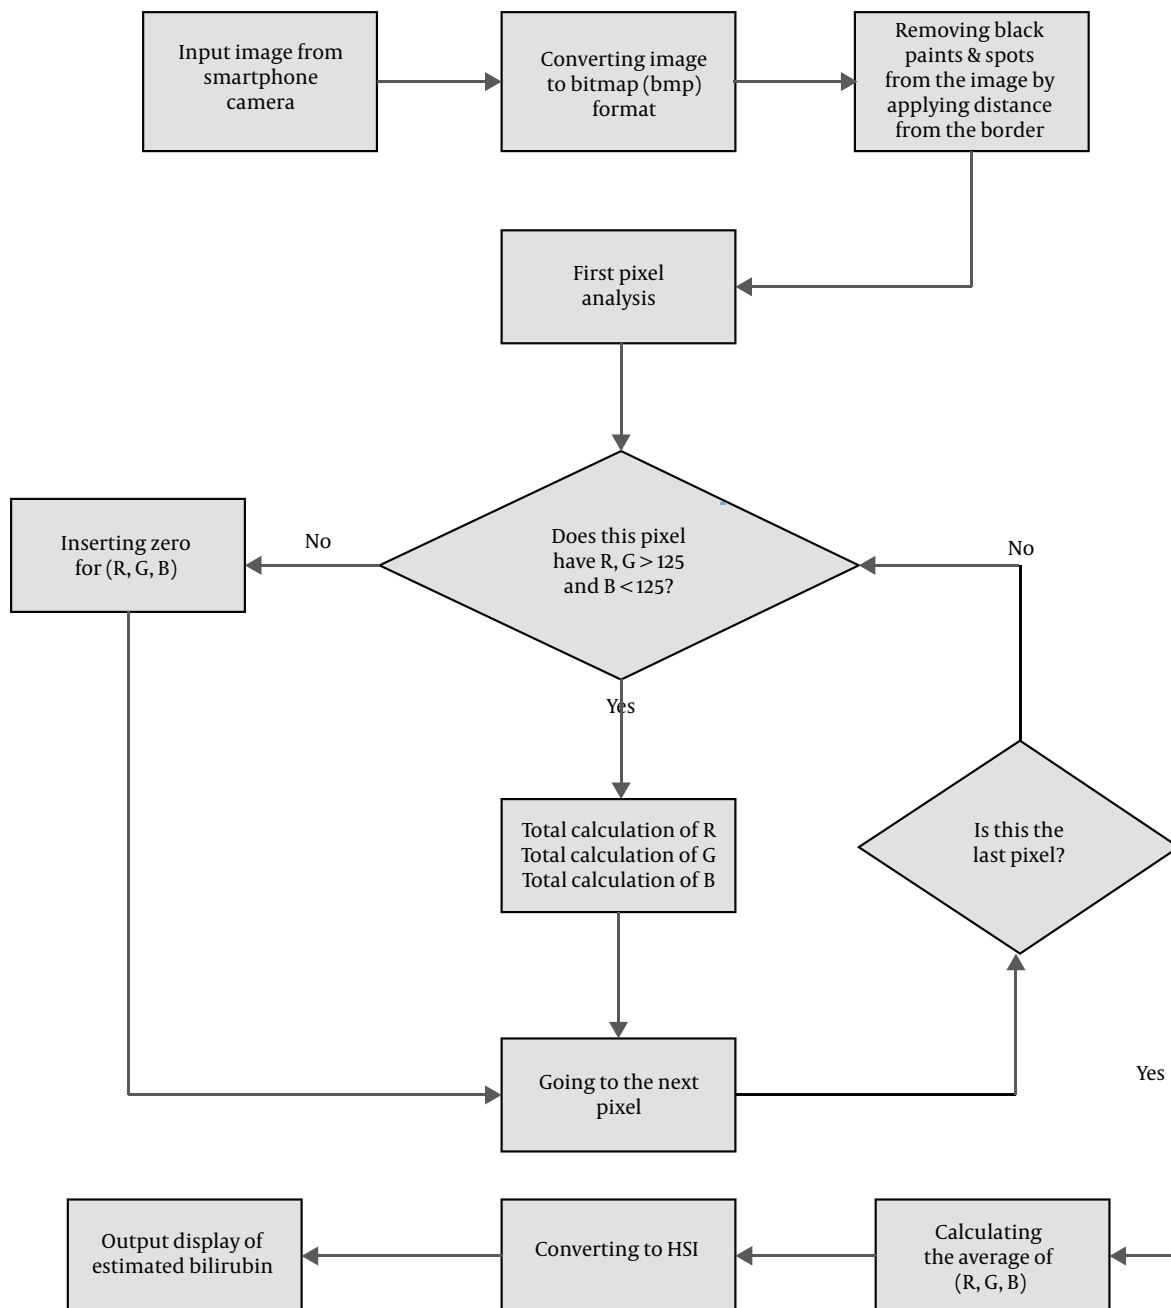 Input image from
smartphone
camera
Converting image
to bitmap (bmp)
format
Removing black
paints & spots
from the image by
applying distance
from the border
First pixel
analysis
Does this pixel
have R, G > 125
and B < 125?
No
Inserting zero
for (R, G, B)
No
Yes
Total calculation of R
Total calculation of G
Total calculation of B
Is this the
last pixel?
Going to the next
pixel
Yes
Calculating
the average of
(R, G, B)
Converting to HSI
Output display of
estimated bilirubin